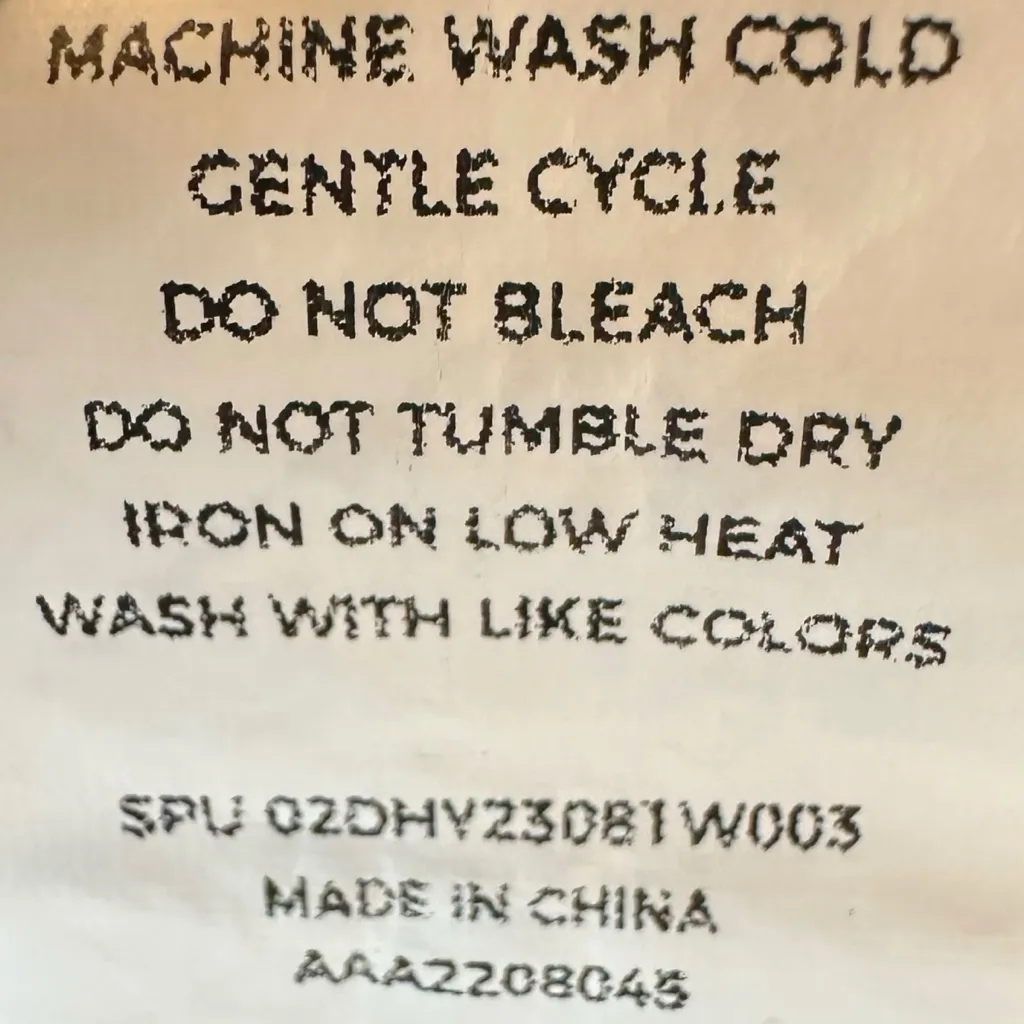 MACHINE WASH COLD
GENTLE CYCLE
DO NOT BLEACH
DO NOT TUMBLE DRY
IRON ON LOW HEAT
WASH WITH LIKE COLORS
SPU 02DHV23081W003
MADE IN CHINA
AAA2208045